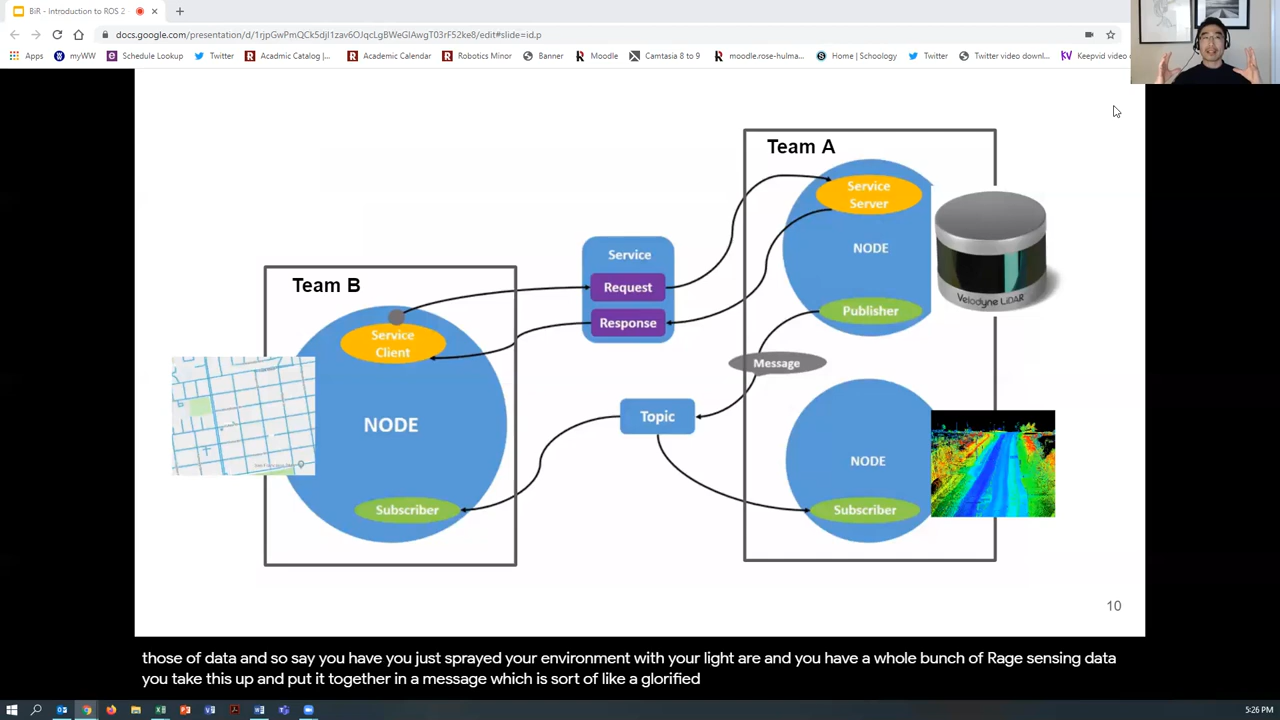 BiR - Introduction to ROS 2
docs.google.com/presentation/d/1rjpGwPmQCk5djI1zav6OJqcLgBWeGIAwgT03rF52ke8/edit#slide=id.p
Apps myWW Schedule Lookup Twitter Acadmic Catalog |... Academic Calendar Robotics Minor Banner Moodle Camtasia 8 to 9 moodle.rose-hulma... Home | Schoology Twitter Twitter video downl... Keepvid video
Team A
Service
Server
NODE
Velodyne LiDAR
Publisher
Service
Request
Response
Team B
Service
Client
NODE
Subscriber
Message
Topic
NODE
Subscriber
10
those of data and so say you have you just sprayed your environment with your light are and you have a whole bunch of Rage sensing data
you take this up and put it together in a message which is sort of like a glorified
5:26 PM